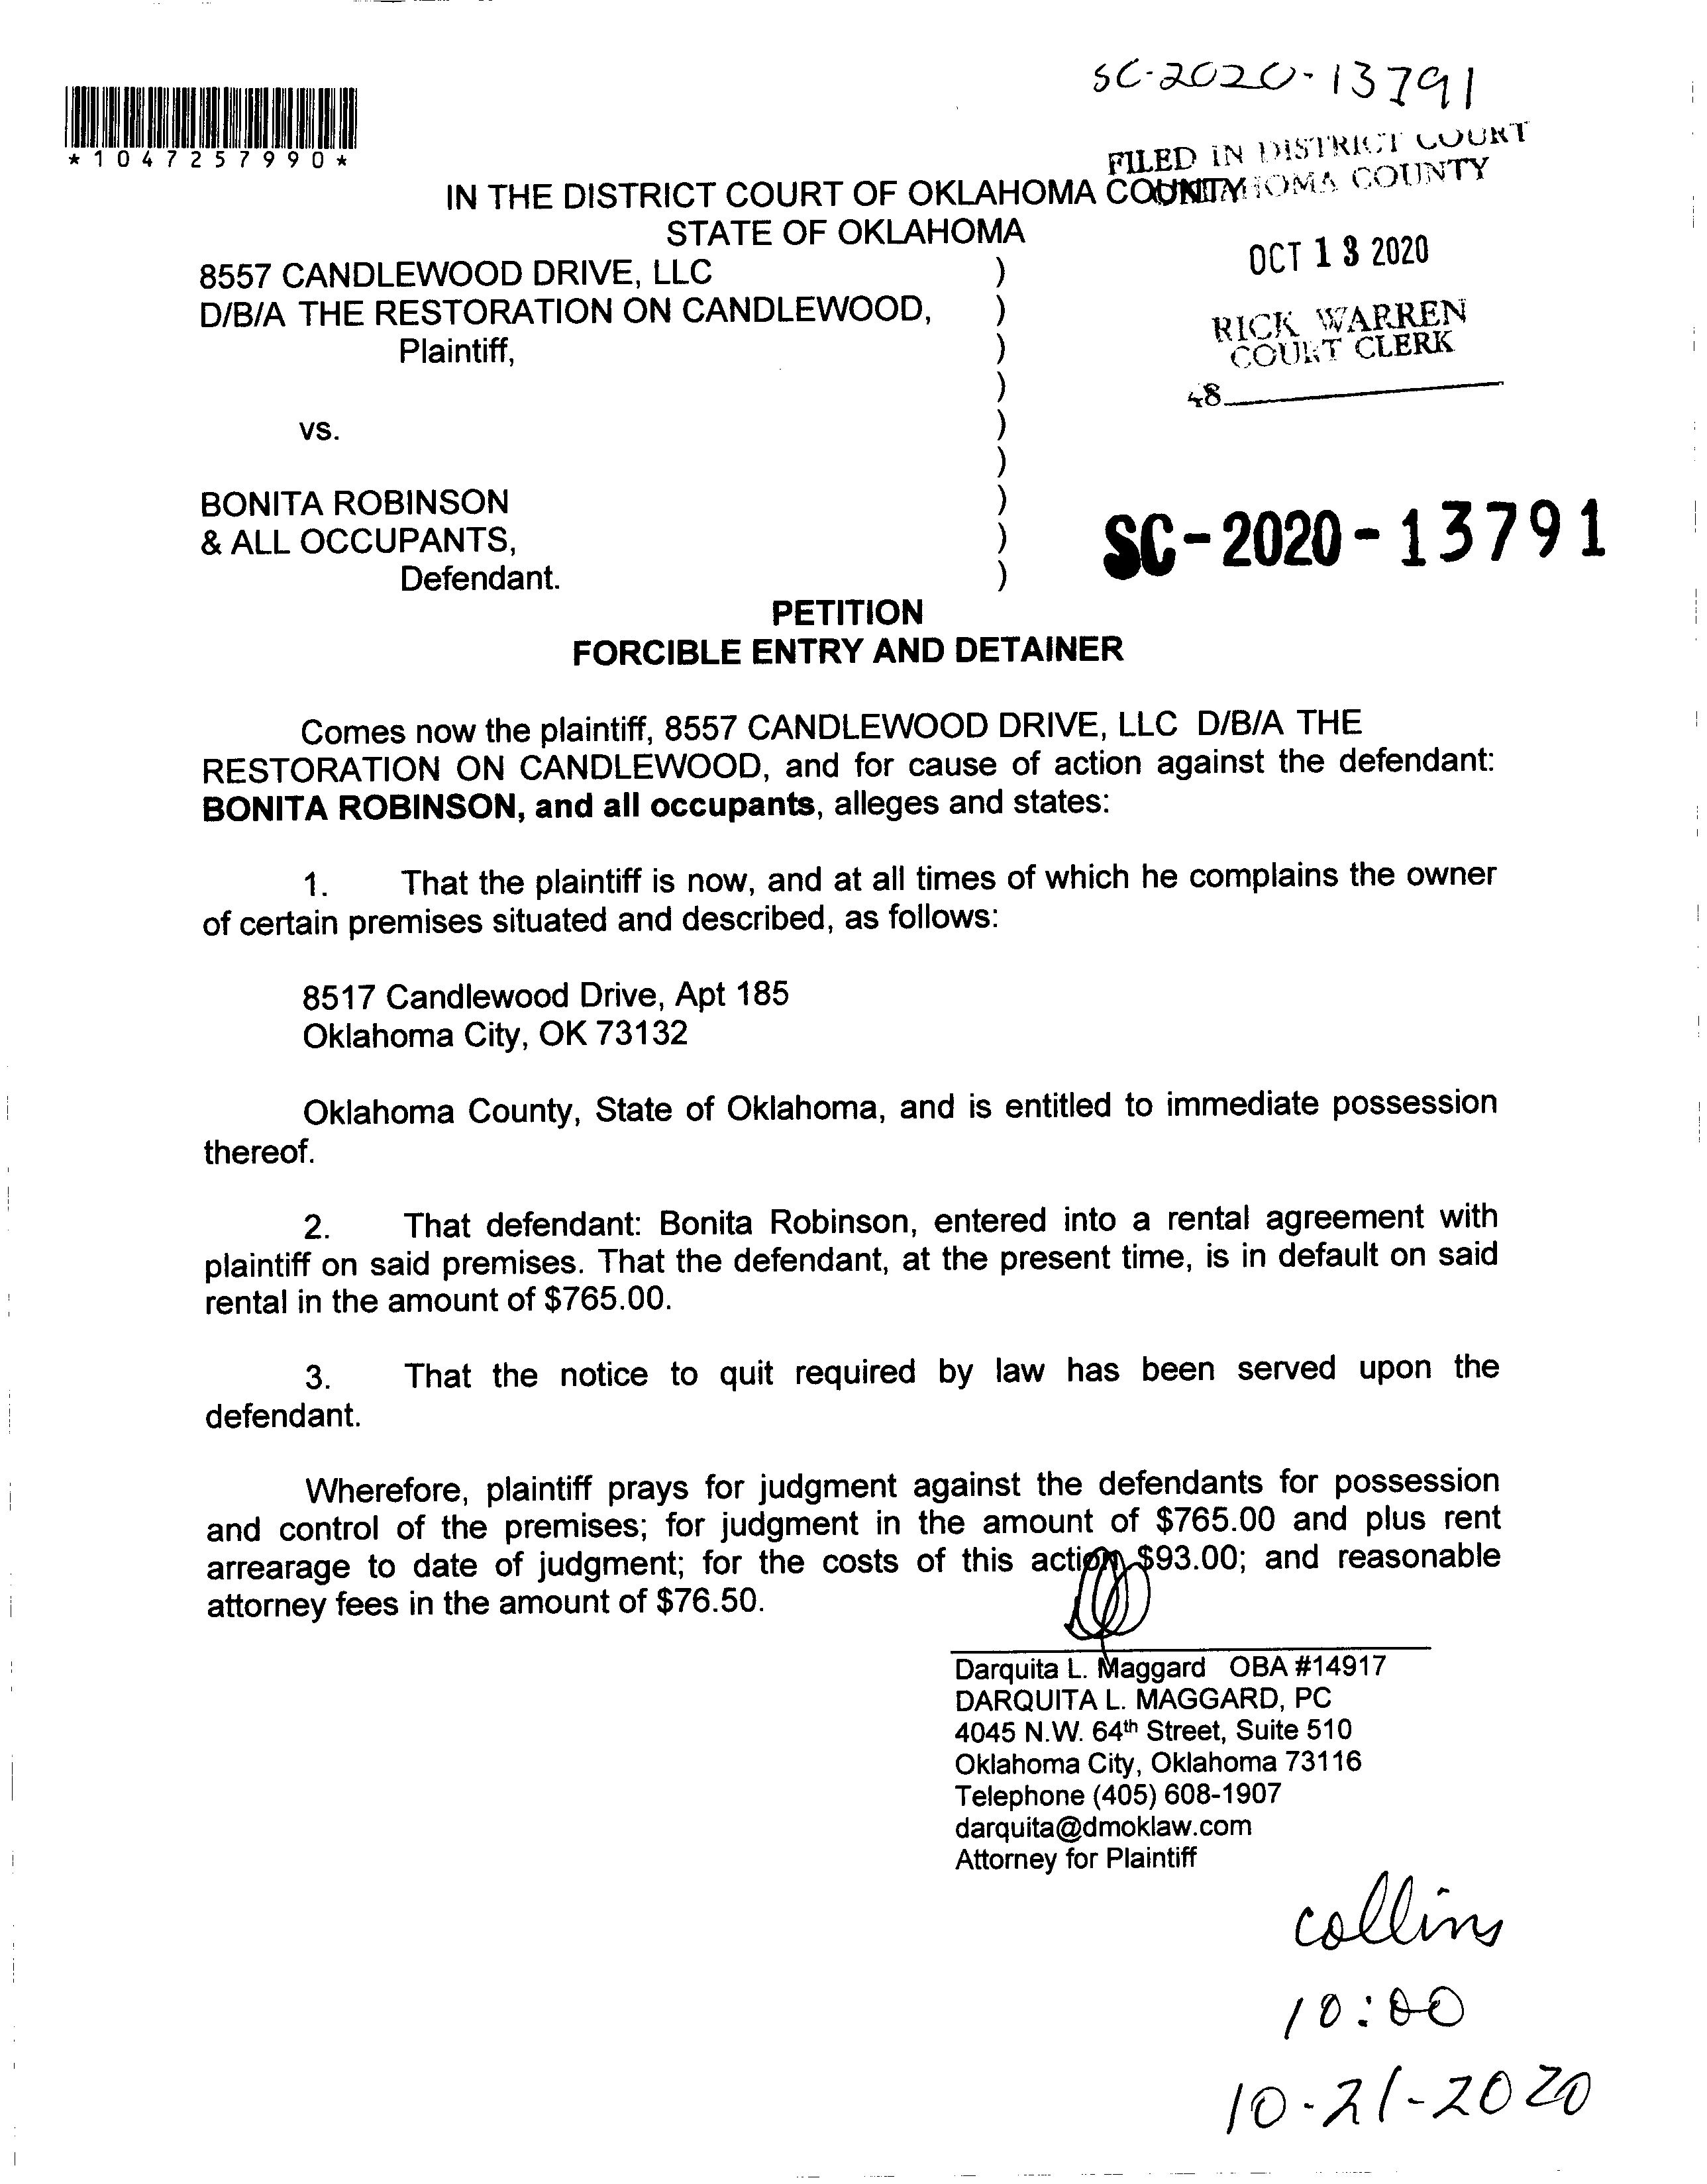 SC-2020-13791
*1047257990*
FILED IN DISTRICT COURT
OKLAHOMA COUNTY
IN THE DISTRICT COURT OF OKLAHOMA COUNTY
STATE OF OKLAHOMA
OCT 13 2020
8557 CANDLEWOOD DRIVE, LLC )
D/B/A THE RESTORATION ON CANDLEWOOD, )
RICK WARREN
COURT CLERK
Plaintiff, )
)
48
vs. )
)
BONITA ROBINSON )
& ALL OCCUPANTS, )
SC-2020-13791
Defendant. )
PETITION
FORCIBLE ENTRY AND DETAINER
Comes now the plaintiff, 8557 CANDLEWOOD DRIVE, LLC D/B/A THE
RESTORATION ON CANDLEWOOD, and for cause of action against the defendant:
BONITA ROBINSON, and all occupants, alleges and states:
1. That the plaintiff is now, and at all times of which he complains the owner
of certain premises situated and described, as follows:
8517 Candlewood Drive, Apt 185
Oklahoma City, OK 73132
Oklahoma County, State of Oklahoma, and is entitled to immediate possession
thereof.
2. That defendant: Bonita Robinson, entered into a rental agreement with
plaintiff on said premises. That the defendant, at the present time, is in default on said
rental in the amount of $765.00.
3. That the notice to quit required by law has been served upon the
defendant.
Wherefore, plaintiff prays for judgment against the defendants for possession
and control of the premises; for judgment in the amount of $765.00 and plus rent
arrearage to date of judgment; for the costs of this action $93.00; and reasonable
attorney fees in the amount of $76.50.
Darquita L. Maggard OBA #14917
DARQUITA L. MAGGARD, PC
4045 N.W. 64th Street, Suite 510
Oklahoma City, Oklahoma 73116
Telephone (405) 608-1907
darquita@dmoklaw.com
Attorney for Plaintiff
collins
10:00
10-21-2020